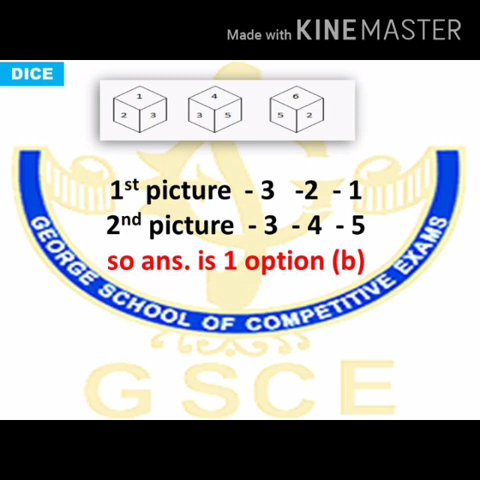 Made with KINEMASTER
DICE
1 4 6
2 3 3 5 5 2
1st picture - 3 -2 - 1
2nd picture - 3 - 4 - 5
so ans. is 1 option (b)
GEORGE SCHOOL OF COMPETITIVE EXAMS
GSCE